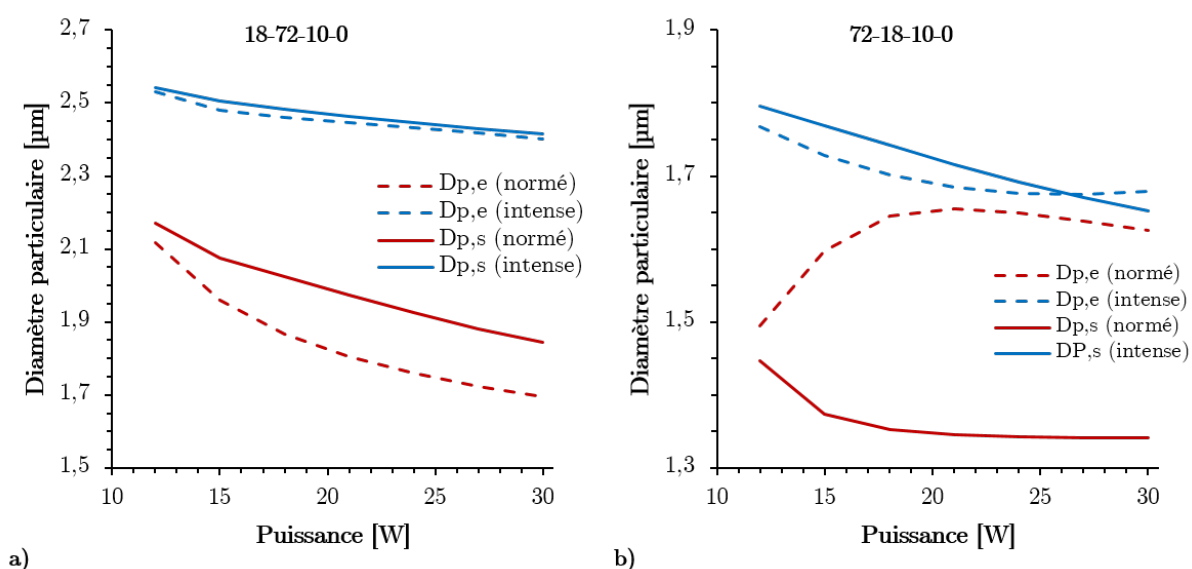 18-72-10-0
Diamètre particulaire [µm]
2,7
2,5
2,3
2,1
1,9
1,7
1,5
Dp,e (normé)
Dp,e (intense)
Dp,s (normé)
Dp,s (intense)
10 15 20 25 30
Puissance [W]
a)
72-18-10-0
Diamètre particulaire [µm]
1,9
1,7
1,5
1,3
Dp,e (normé)
Dp,e (intense)
Dp,s (normé)
DP,s (intense)
10 15 20 25 30
Puissance [W]
b)